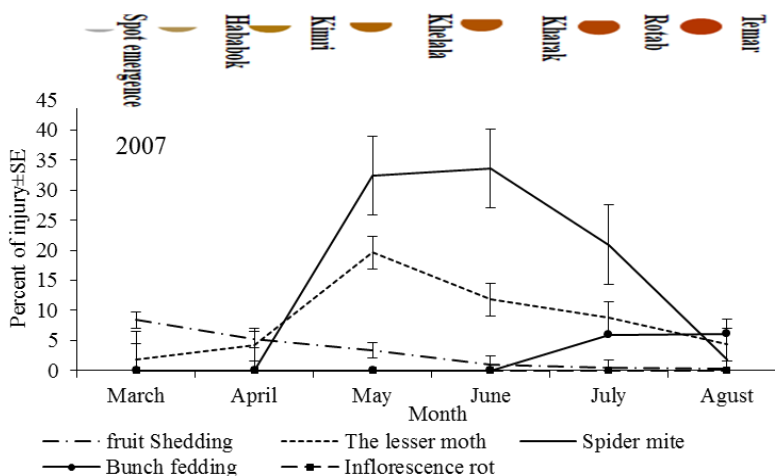 Spot emergence
Hababok
Kimri
Khelala
Kharak
Rotab
Temar
45
40
35
30
25
20
15
10
5
0
Percent of injury±SE
2007
March April May June July Agust
Month
fruit Shedding The lesser moth Spider mite
Bunch fedding Inflorescence rot